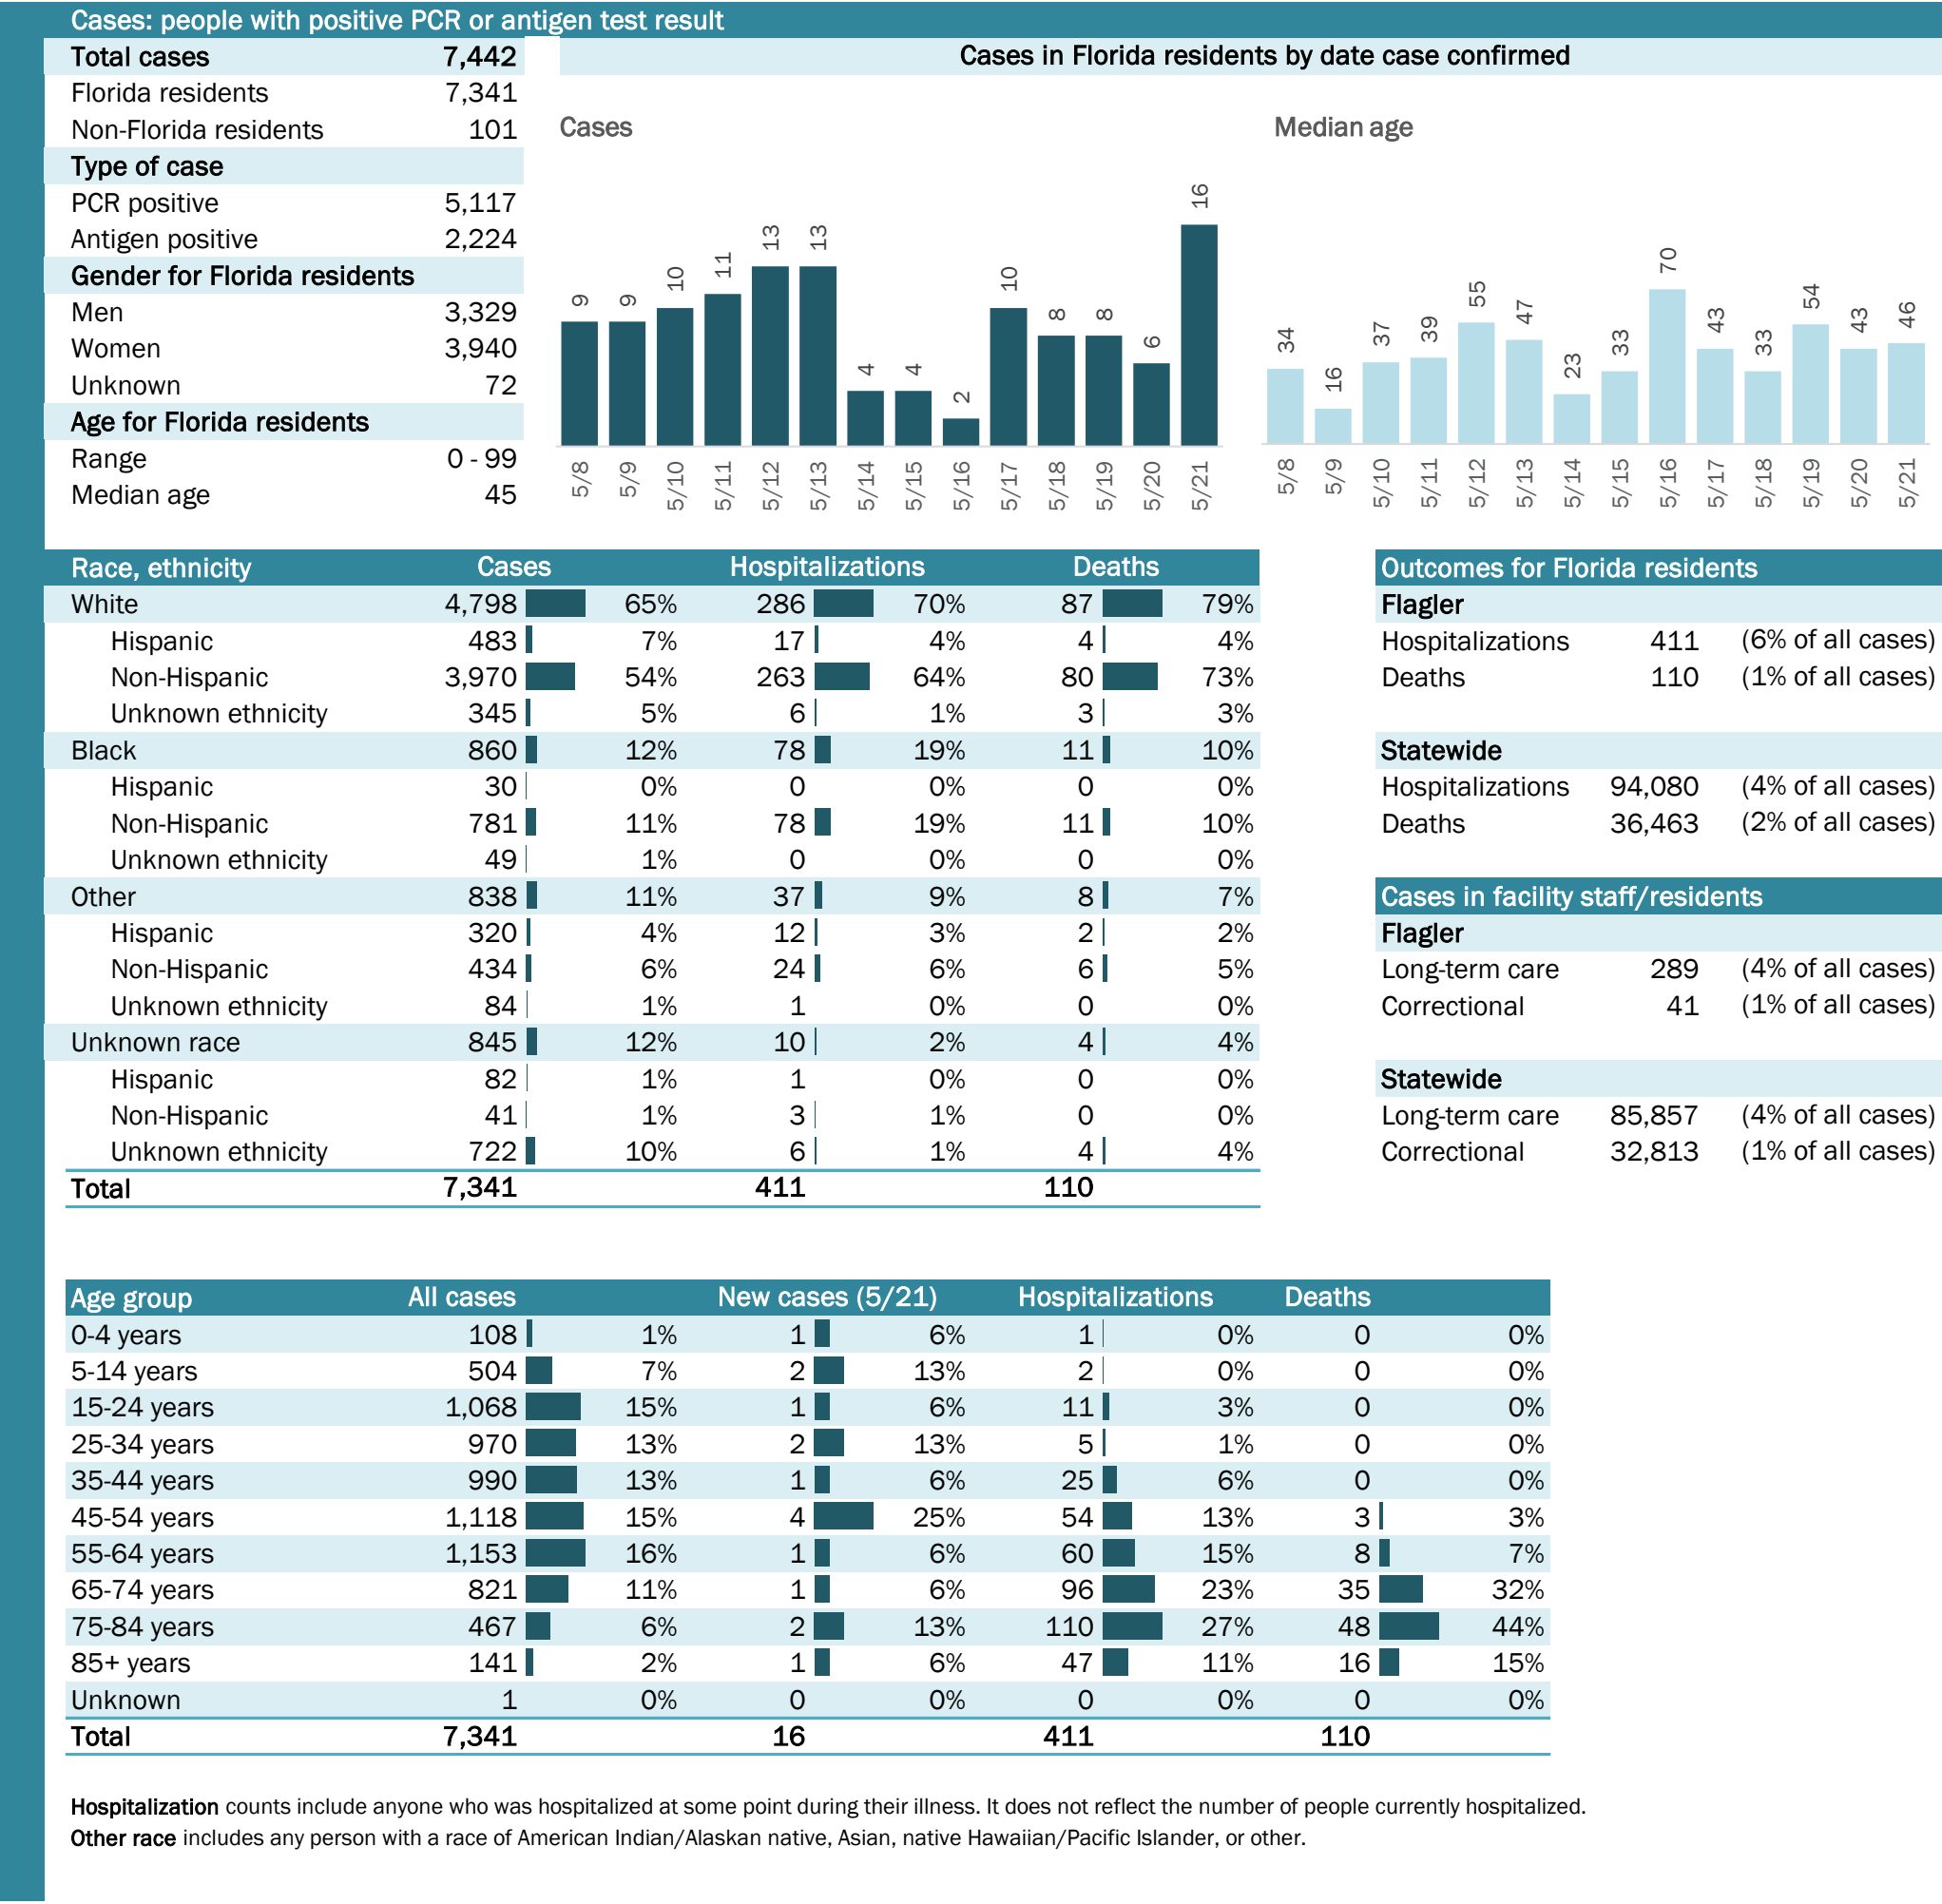 Cases: people with positive PCR or antigen test result
Total cases 7,442
Florida residents 7,341
Non-Florida residents 101
Type of case
PCR positive 5,117
Antigen positive 2,224
Gender for Florida residents
Men 3,329
Women 3,940
Unknown 72
Age for Florida residents
Range 0 - 99
Median age 45
Cases in Florida residents by date case confirmed
Cases
9 9 10 11 13 13 4 4 2 10 8 8 6 16
5/8 5/9 5/10 5/11 5/12 5/13 5/14 5/15 5/16 5/17 5/18 5/19 5/20 5/21
Median age
34 16 37 39 55 47 23 33 70 43 33 54 43 46
5/8 5/9 5/10 5/11 5/12 5/13 5/14 5/15 5/16 5/17 5/18 5/19 5/20 5/21
Race, ethnicity Cases Hospitalizations Deaths
White 4,798 65% 286 70% 87 79%
Hispanic 483 7% 17 4% 4 4%
Non-Hispanic 3,970 54% 263 64% 80 73%
Unknown ethnicity 345 5% 6 1% 3 3%
Black 860 12% 78 19% 11 10%
Hispanic 30 0% 0 0% 0 0%
Non-Hispanic 781 11% 78 19% 11 10%
Unknown ethnicity 49 1% 0 0% 0 0%
Other 838 11% 37 9% 8 7%
Hispanic 320 4% 12 3% 2 2%
Non-Hispanic 434 6% 24 6% 6 5%
Unknown ethnicity 84 1% 1 0% 0 0%
Unknown race 845 12% 10 2% 4 4%
Hispanic 82 1% 1 0% 0 0%
Non-Hispanic 41 1% 3 1% 0 0%
Unknown ethnicity 722 10% 6 1% 4 4%
Total 7,341 411 110
Outcomes for Florida residents
Flagler
Hospitalizations 411 (6% of all cases)
Deaths 110 (1% of all cases)
Statewide
Hospitalizations 94,080 (4% of all cases)
Deaths 36,463 (2% of all cases)
Cases in facility staff/residents
Flagler
Long-term care 289 (4% of all cases)
Correctional 41 (1% of all cases)
Statewide
Long-term care 85,857 (4% of all cases)
Correctional 32,813 (1% of all cases)
Age group All cases New cases (5/21) Hospitalizations Deaths
0-4 years 108 1% 1 6% 1 0% 0 0%
5-14 years 504 7% 2 13% 2 0% 0 0%
15-24 years 1,068 15% 1 6% 11 3% 0 0%
25-34 years 970 13% 2 13% 5 1% 0 0%
35-44 years 990 13% 1 6% 25 6% 0 0%
45-54 years 1,118 15% 4 25% 54 13% 3 3%
55-64 years 1,153 16% 1 6% 60 15% 8 7%
65-74 years 821 11% 1 6% 96 23% 35 32%
75-84 years 467 6% 2 13% 110 27% 48 44%
85+ years 141 2% 1 6% 47 11% 16 15%
Unknown 1 0% 0 0% 0 0% 0 0%
Total 7,341 16 411 110
Hospitalization counts include anyone who was hospitalized at some point during their illness. It does not reflect the number of people currently hospitalized.
Other race includes any person with a race of American Indian/Alaskan native, Asian, native Hawaiian/Pacific Islander, or other.